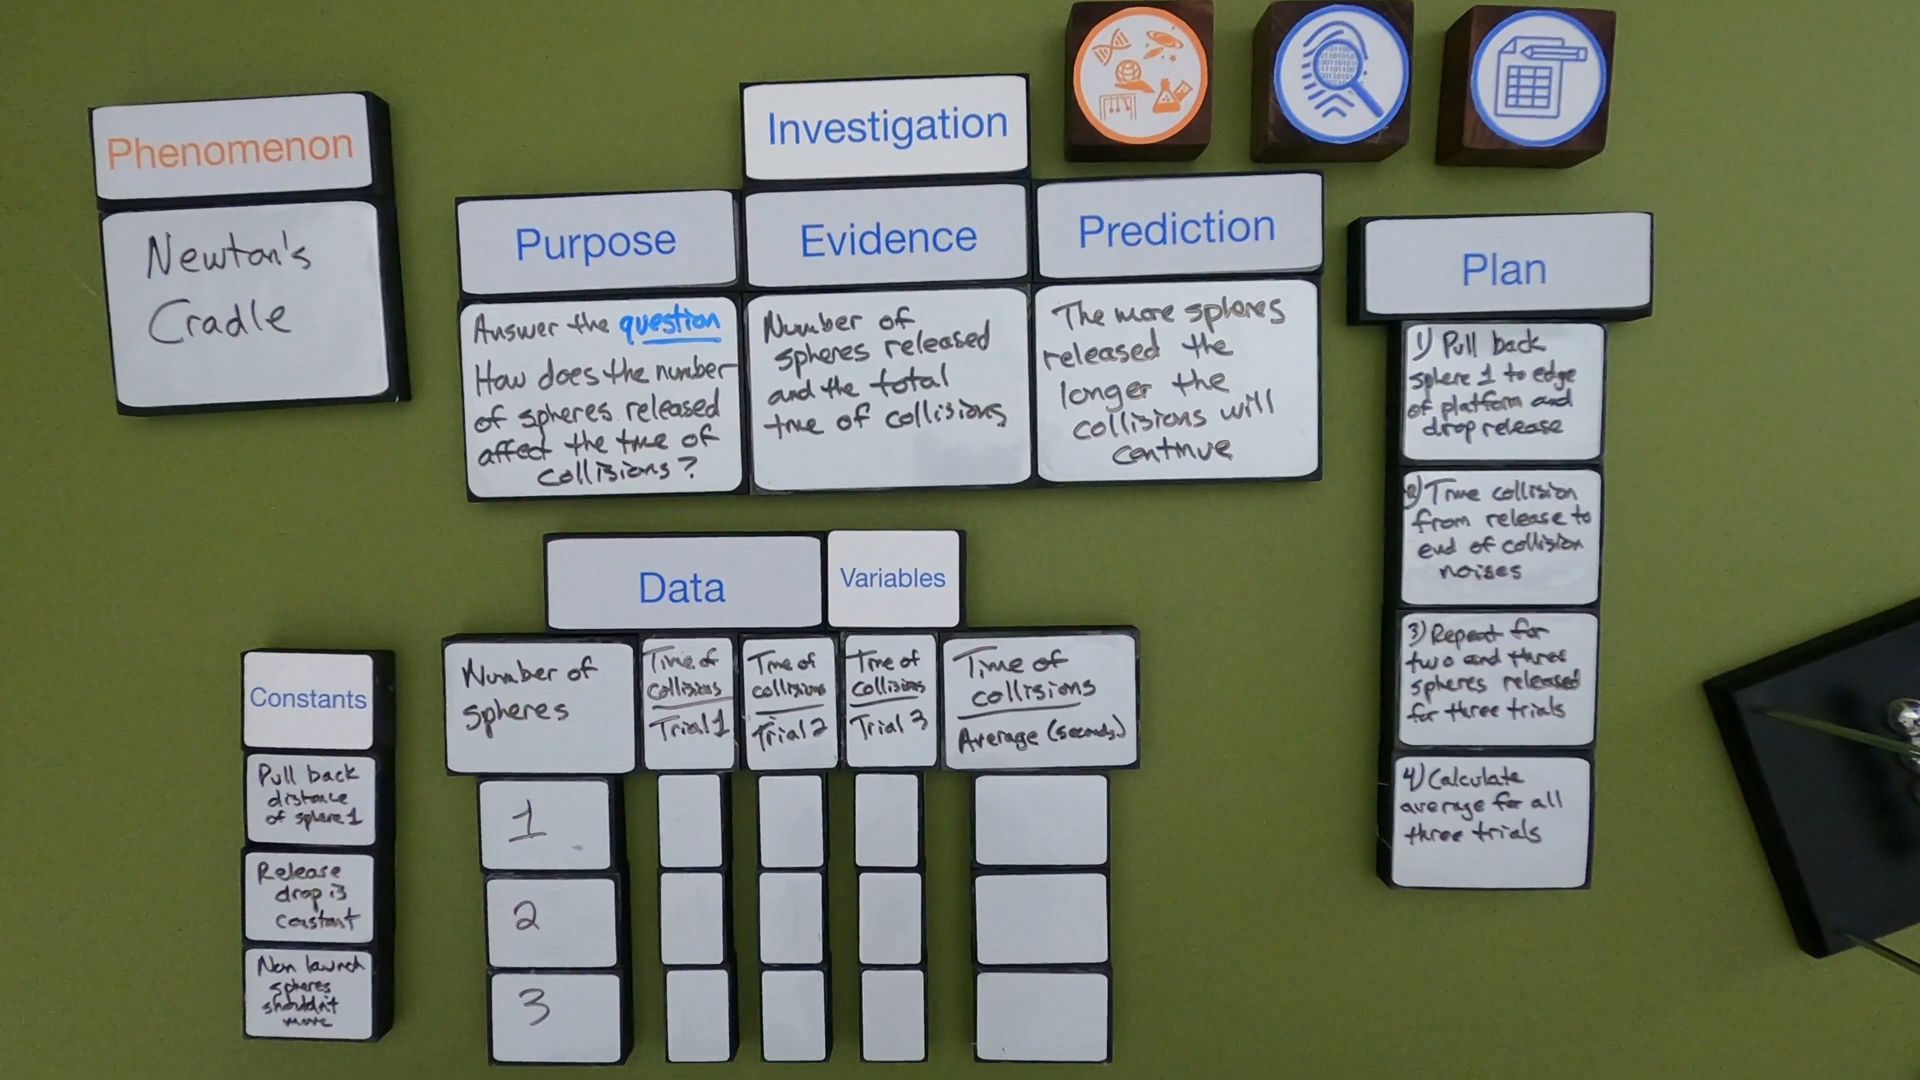 Phenomenon
Newton's
Cradle
Investigation
Purpose
Answer the question
How does the number
of spheres released
affect the time of
collisions?
Evidence
Number of
spheres released
and the total
time of collisions
Prediction
The more spheres
released the
longer the
collisions will
continue
Plan
1) Pull back
sphere 1 to edge
of platform and
drop release
2) Time collision
from release to
end of collision
noises
3) Repeat for
two and three
spheres released
for three trials
4) Calculate
average for all
three trials
Data
Variables
Number of
spheres
Time of
collisions
Trial 1
Time of
collisions
Trial 2
Time of
collisions
Trial 3
Time of
collisions
Average (seconds)
1
2
3
Constants
Pull back
distance
of sphere 1
Release
drop is
constant
Non launch
spheres
shouldn't
move